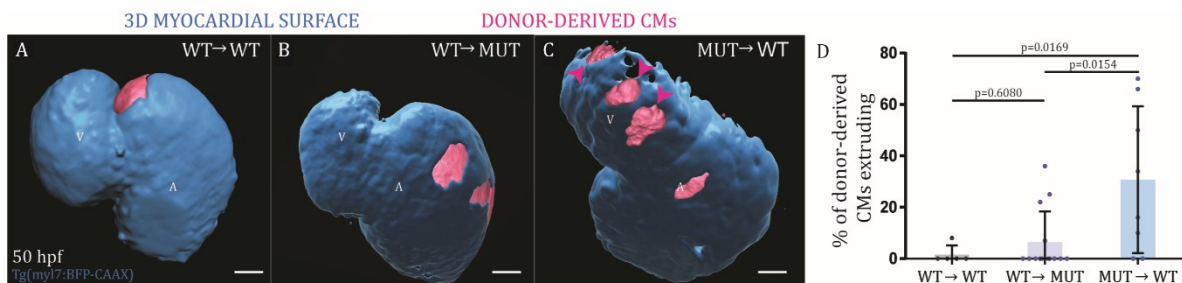 3D MYOCARDIAL SURFACE
DONOR-DERIVED CMs
A
WT→WT
V
A
50 hpf
Tg(myl7:BFP-CAAX)
B
WT→MUT
V
A
C
MUT→WT
V
A
D
% of donor-derived
CMs extruding
80
60
40
20
0
p=0.0169
p=0.0154
p=0.6080
WT→WT
WT→MUT
MUT→WT